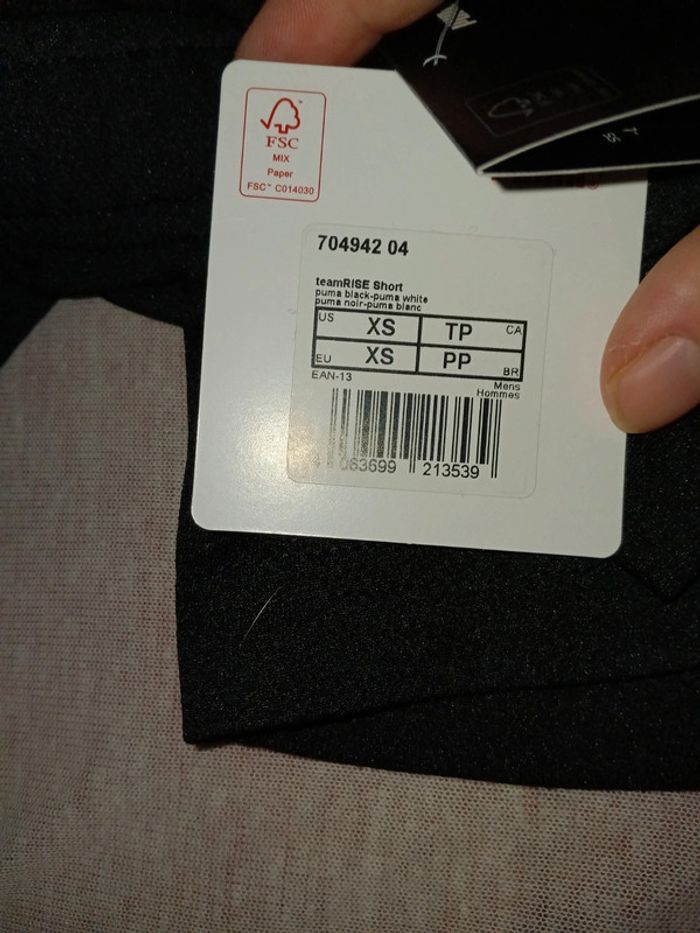 FSC
MIX
Paper
FSC™ C014030
704942 04
teamRISE Short
puma black-puma white
puma noir-puma blanc
US XS TP CA
EU XS PP BR
EAN-13
Mens
Hommes
063699 213539